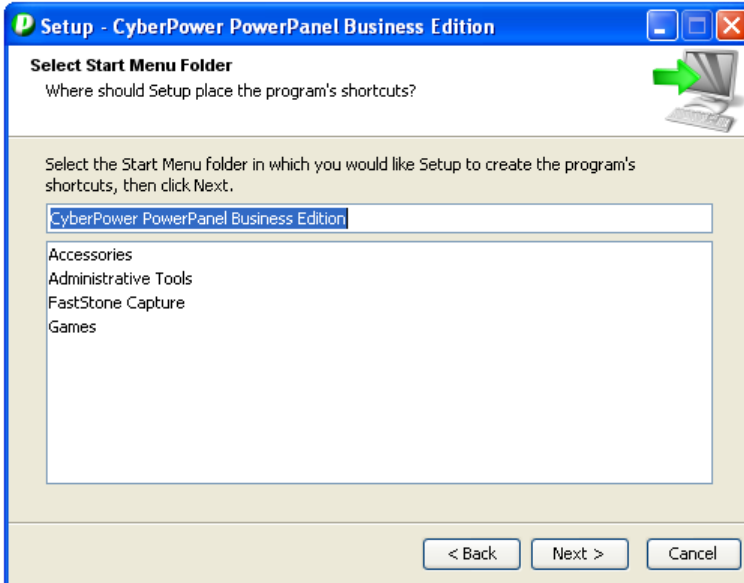 Setup - CyberPower PowerPanel Business Edition
Select Start Menu Folder
Where should Setup place the program's shortcuts?
Select the Start Menu folder in which you would like Setup to create the program's
shortcuts, then click Next.
CyberPower PowerPanel Business Edition
Accessories
Administrative Tools
FastStone Capture
Games
< Back Next > Cancel